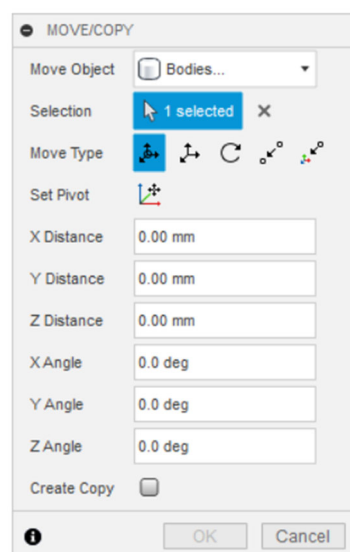 MOVE/COPY
Move Object Bodies...
Selection 1 selected
Move Type
Set Pivot
X Distance 0.00 mm
Y Distance 0.00 mm
Z Distance 0.00 mm
X Angle 0.0 deg
Y Angle 0.0 deg
Z Angle 0.0 deg
Create Copy
OK Cancel